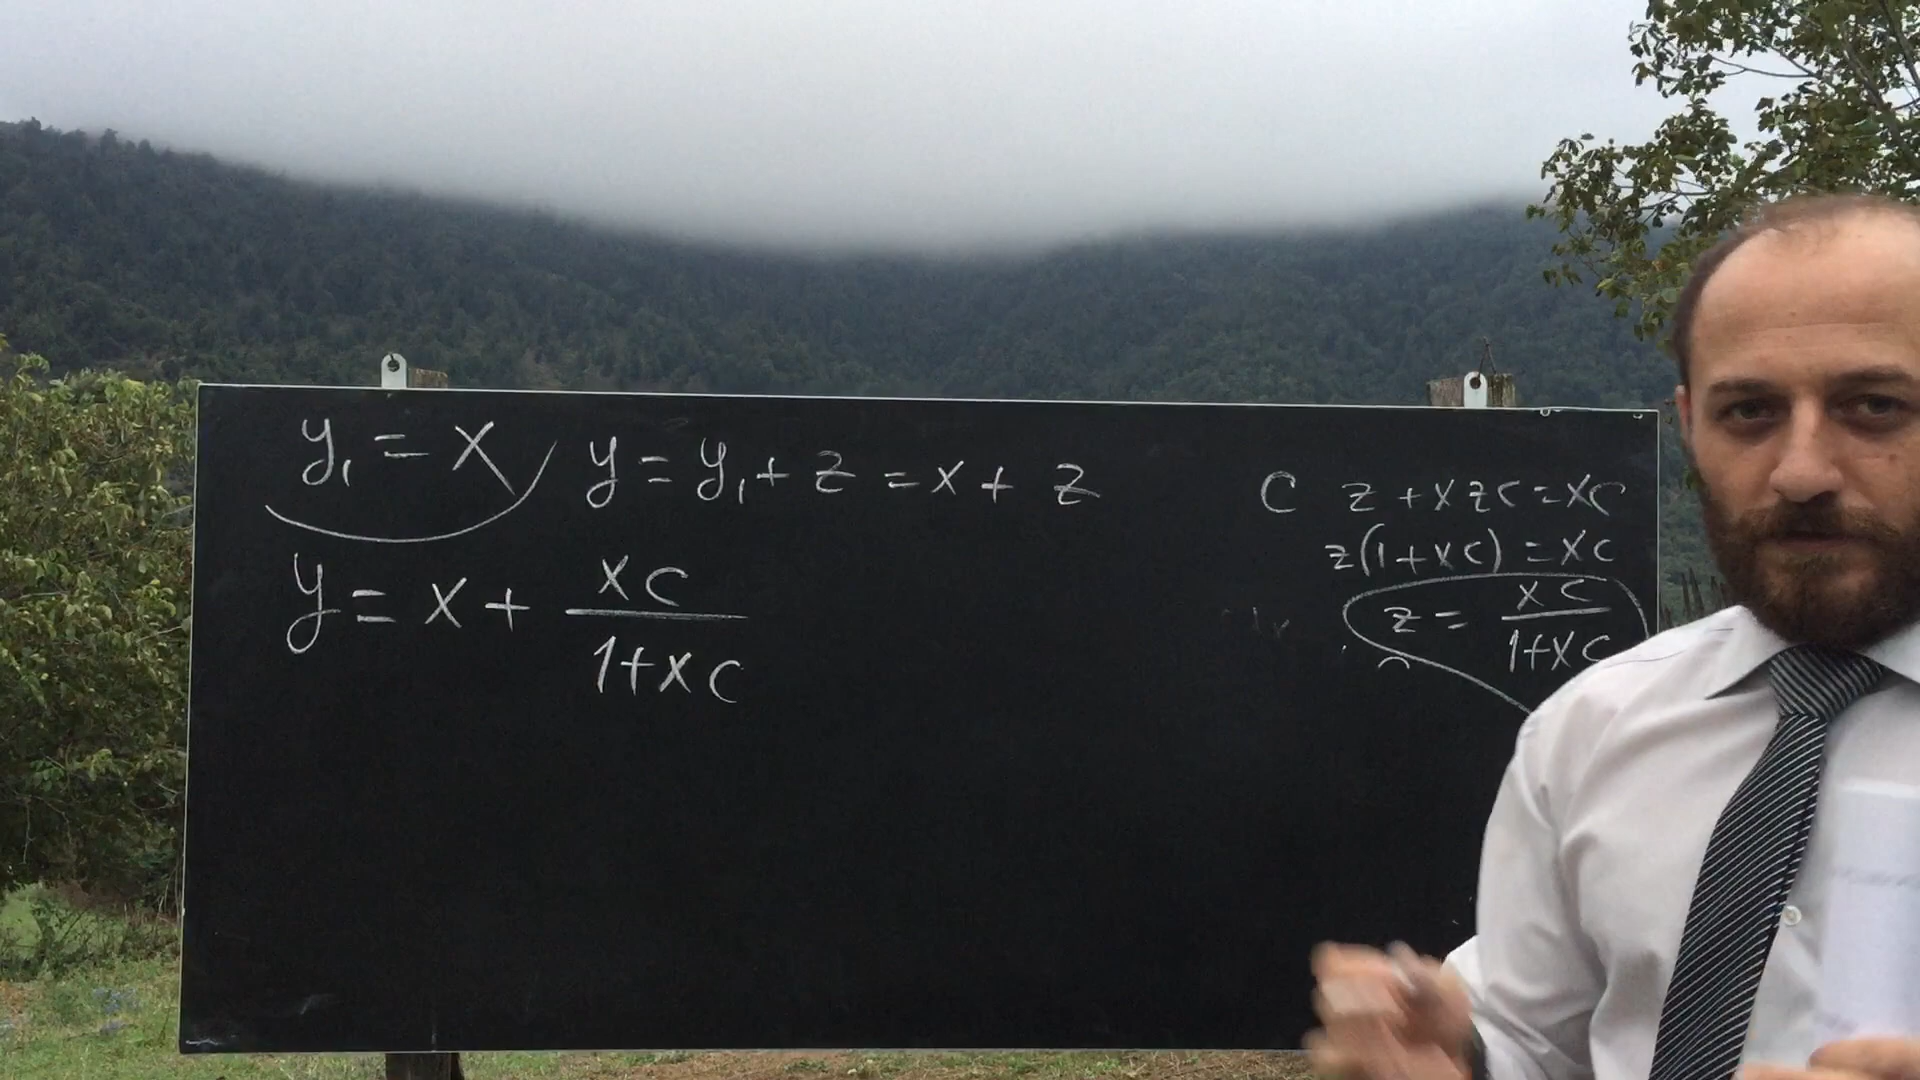 y₁ = x y = y₁ + z = x + z
y = x + xc / 1+xc
C z + xzc = xc
z(1+xc) = xc
z = xc / 1+xc